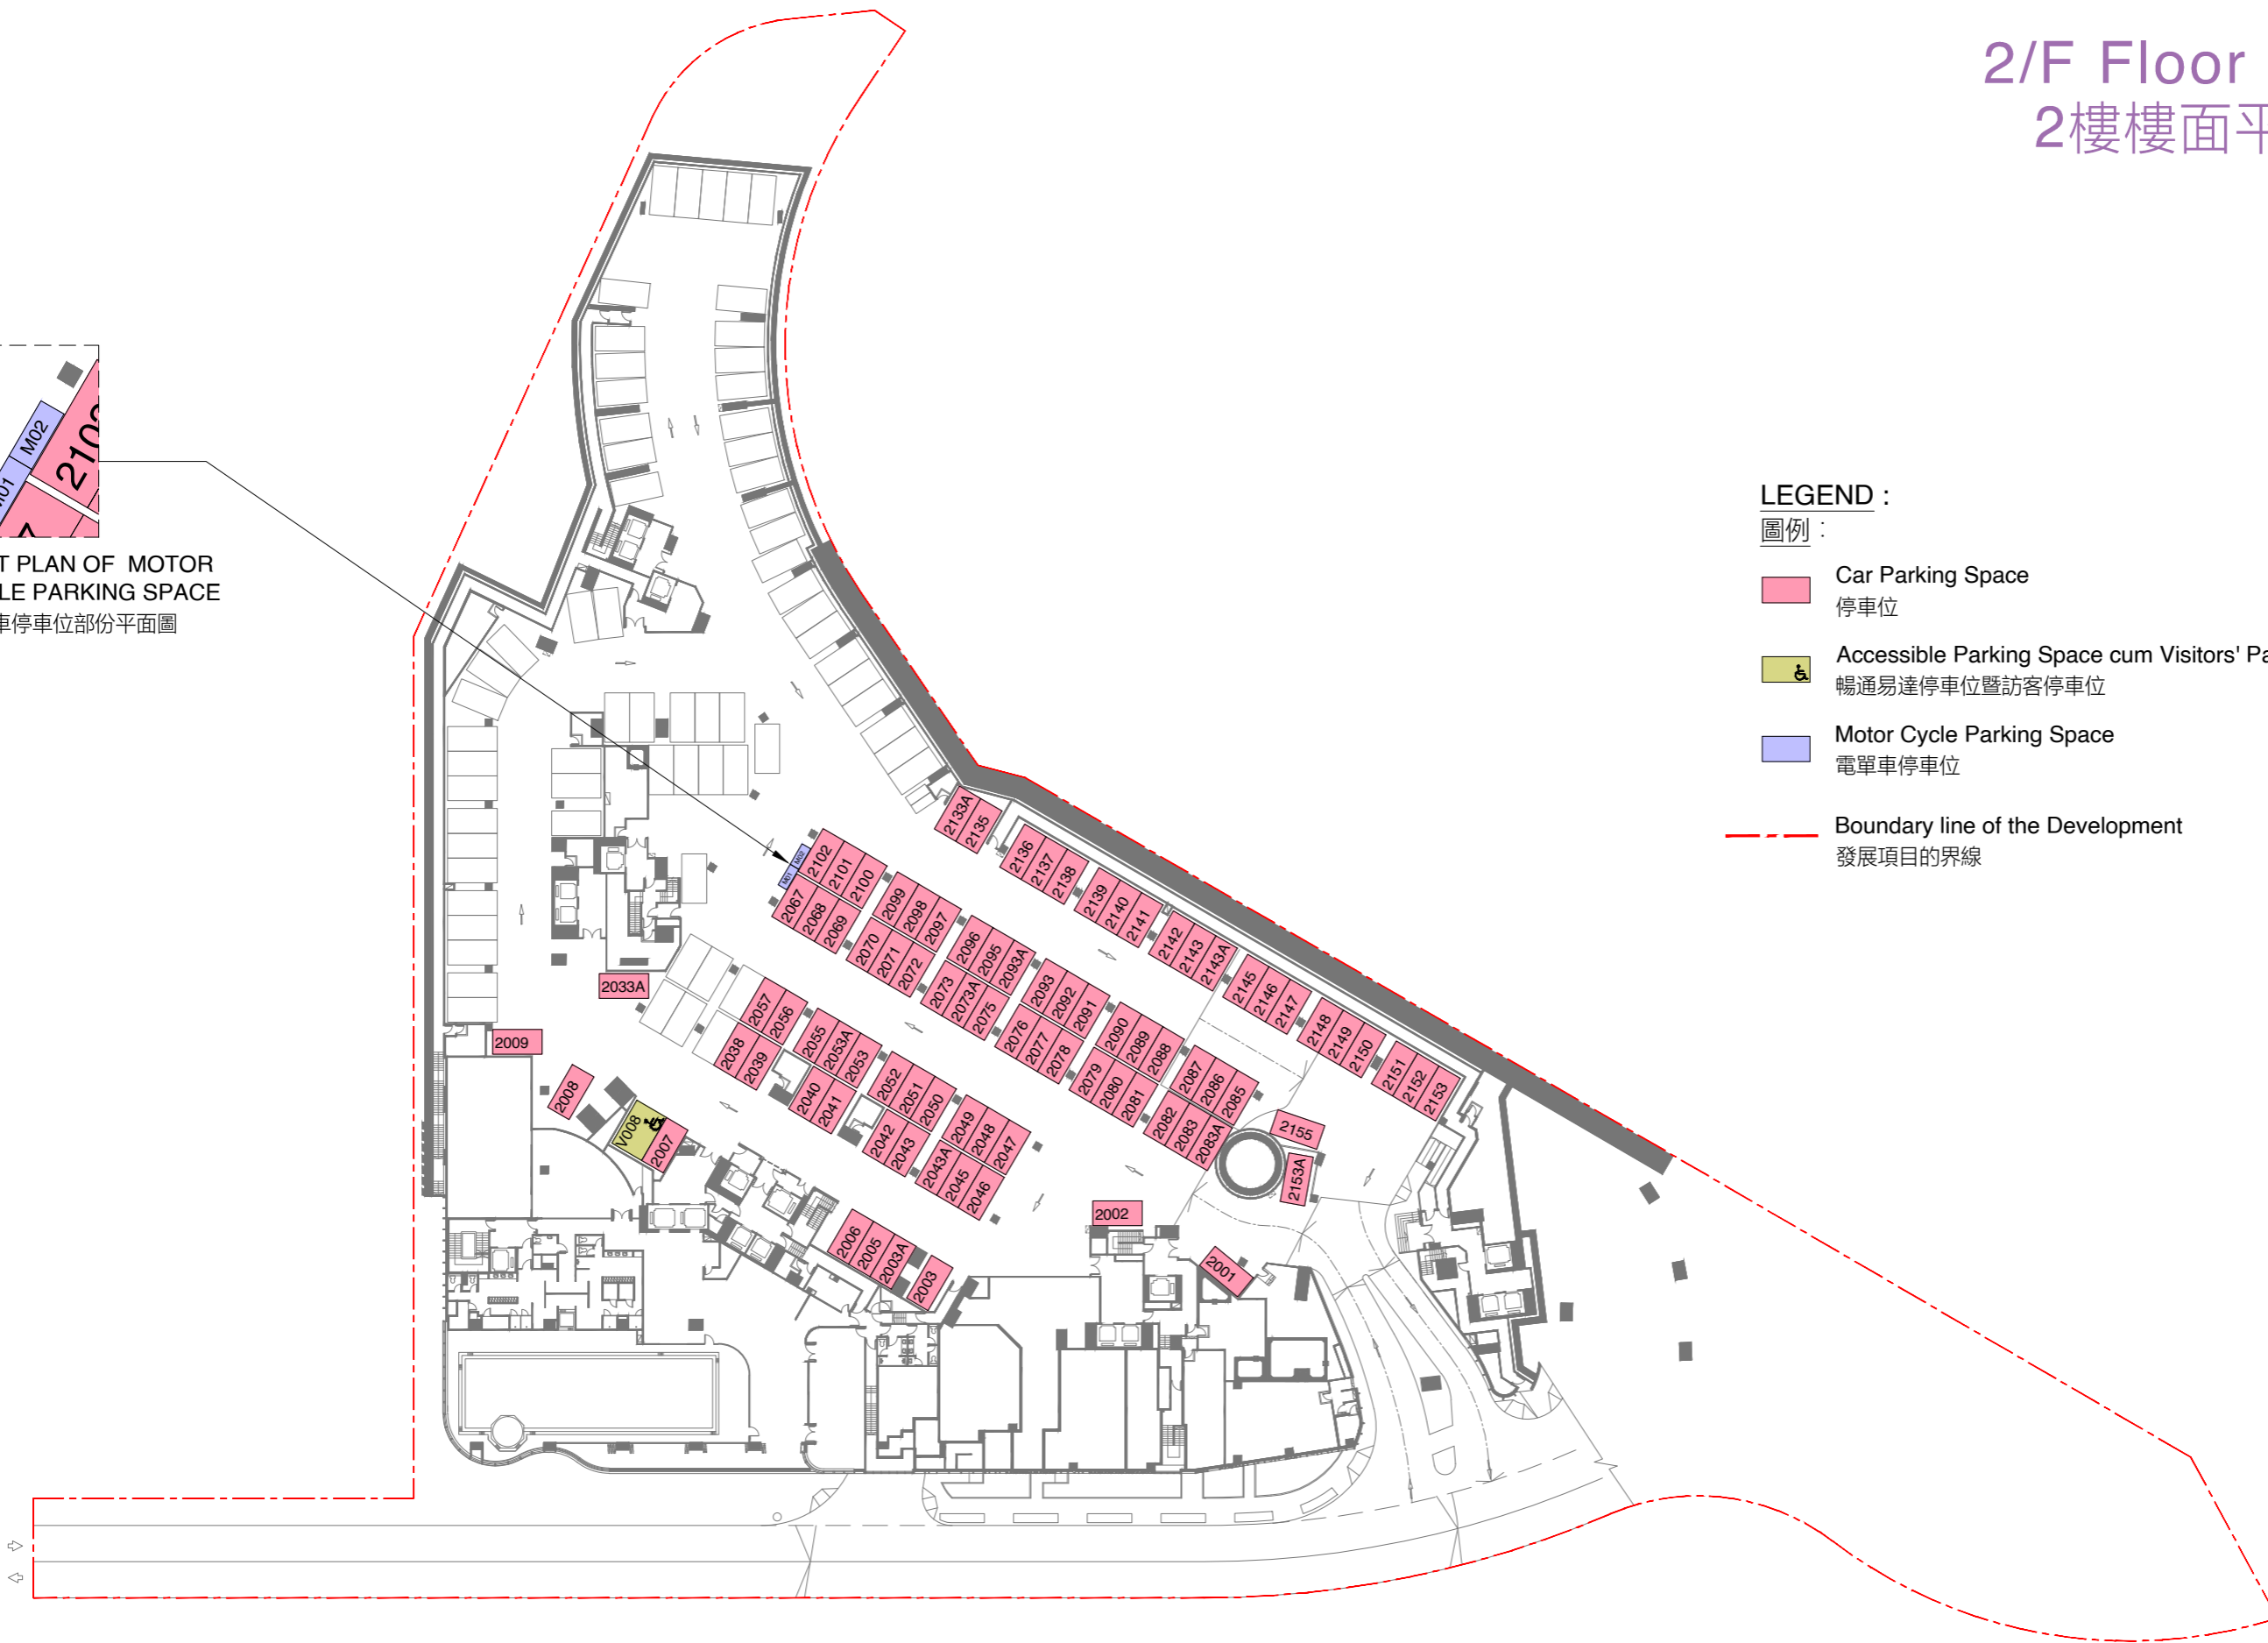 2/F Floor
2樓樓面平
M02
M01
2102
7
T PLAN OF MOTOR
LE PARKING SPACE
車停車位部份平面圖
LEGEND :
圖例 :
Car Parking Space
停車位
Accessible Parking Space cum Visitors' Pa
暢通易達停車位暨訪客停車位
Motor Cycle Parking Space
電單車停車位
Boundary line of the Development
發展項目的界線
2133A
2135
2136
2137
2138
2139
2140
2141
2142
2143
2143A
2145
2146
2147
2148
2149
2150
2151
2152
2153
M02
M01
2102
2101
2100
2099
2098
2097
2096
2095
2093A
2093
2092
2091
2090
2089
2088
2087
2086
2085
2067
2068
2069
2070
2071
2072
2073
2073A
2075
2076
2077
2078
2079
2080
2081
2082
2083
2083A
2155
2153A
2033A
2057
2056
2055
2053A
2053
2052
2051
2050
2049
2048
2047
2038
2039
2040
2041
2042
2043
2043A
2045
2046
2009
2008
V008
2007
2006
2005
2003A
2003
2002
2001